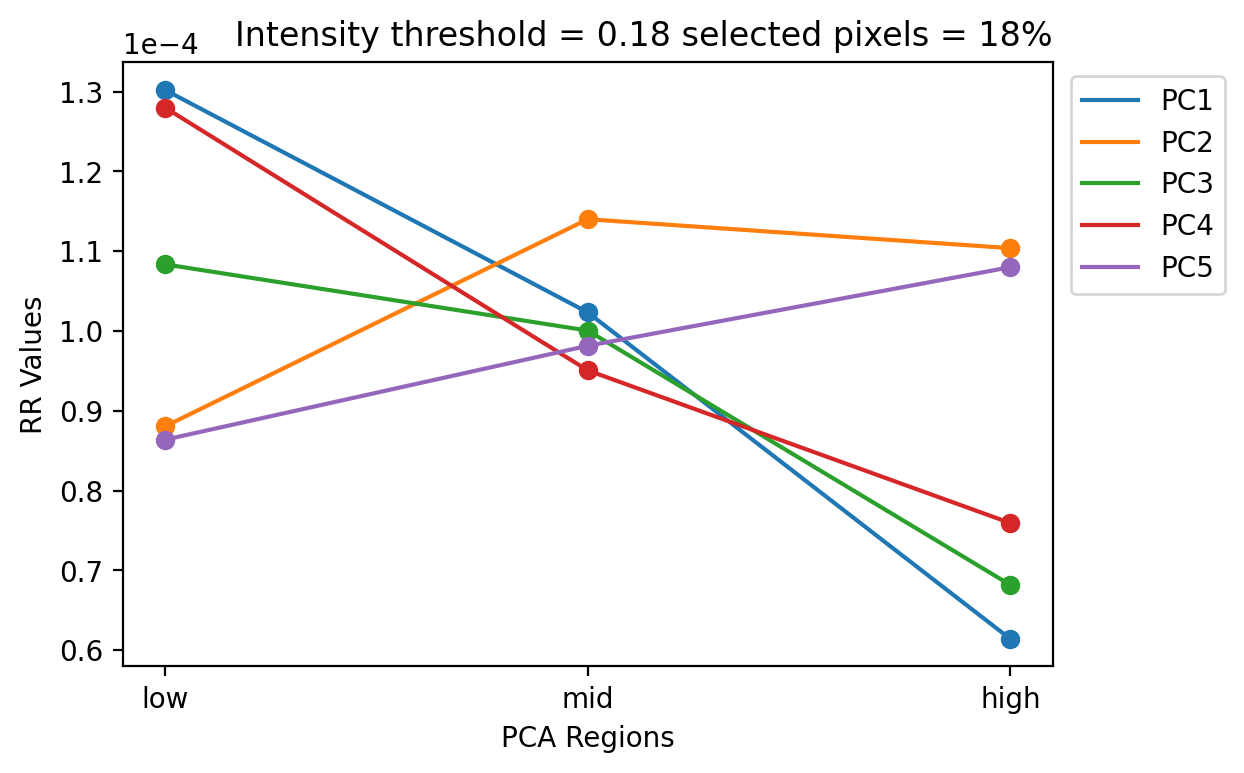 Intensity threshold = 0.18 selected pixels = 18%
1e−4
1.3
1.2
1.1
1.0
0.9
0.8
0.7
0.6
RR Values
low
mid
high
PCA Regions
PC1
PC2
PC3
PC4
PC5